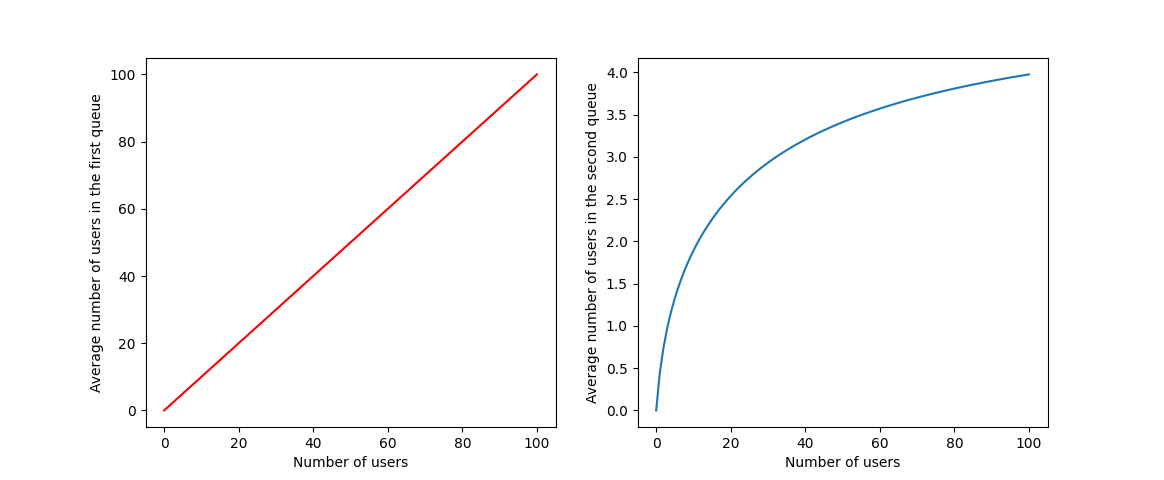 Average number of users in the first queue
100
80
60
40
20
0
0 20 40 60 80 100
Number of users
Average number of users in the second queue
4.0
3.5
3.0
2.5
2.0
1.5
1.0
0.5
0.0
0 20 40 60 80 100
Number of users